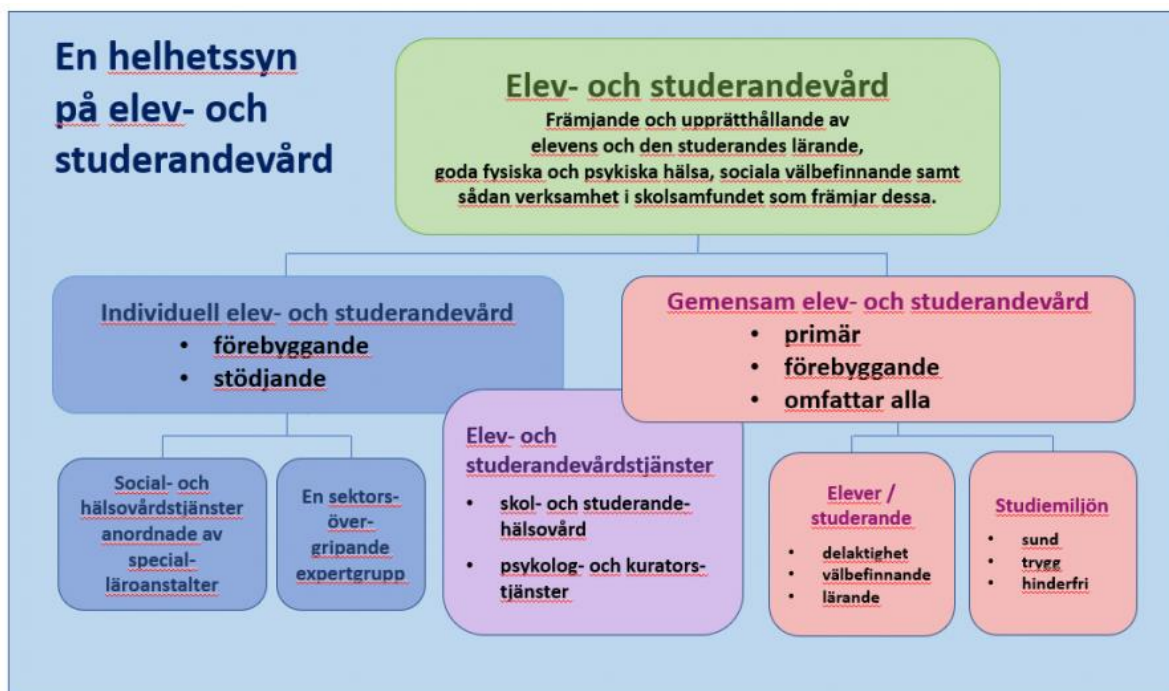 En helhetssyn
på elev- och
studerandevård
Elev- och studerandevård
Främjande och upprätthållande av
elevens och den studerandes lärande,
goda fysiska och psykiska hälsa, sociala välbefinnande samt
sådan verksamhet i skolsamfundet som främjar dessa.
Individuell elev- och studerandevård
• förebyggande
• stödjande
Gemensam elev- och studerandevård
• primär
• förebyggande
• omfattar alla
Social- och
hälsovårdstjänster
anordnade av
special-
läroanstalter
En sektors-
över-
gripande
expertgrupp
Elev- och
studerandevårdstjänster
• skol- och studerande-
hälsovård
• psykolog- och kurators-
tjänster
Elever /
studerande
• delaktighet
• välbefinnande
• lärande
Studiemiljön
• sund
• trygg
• hinderfri